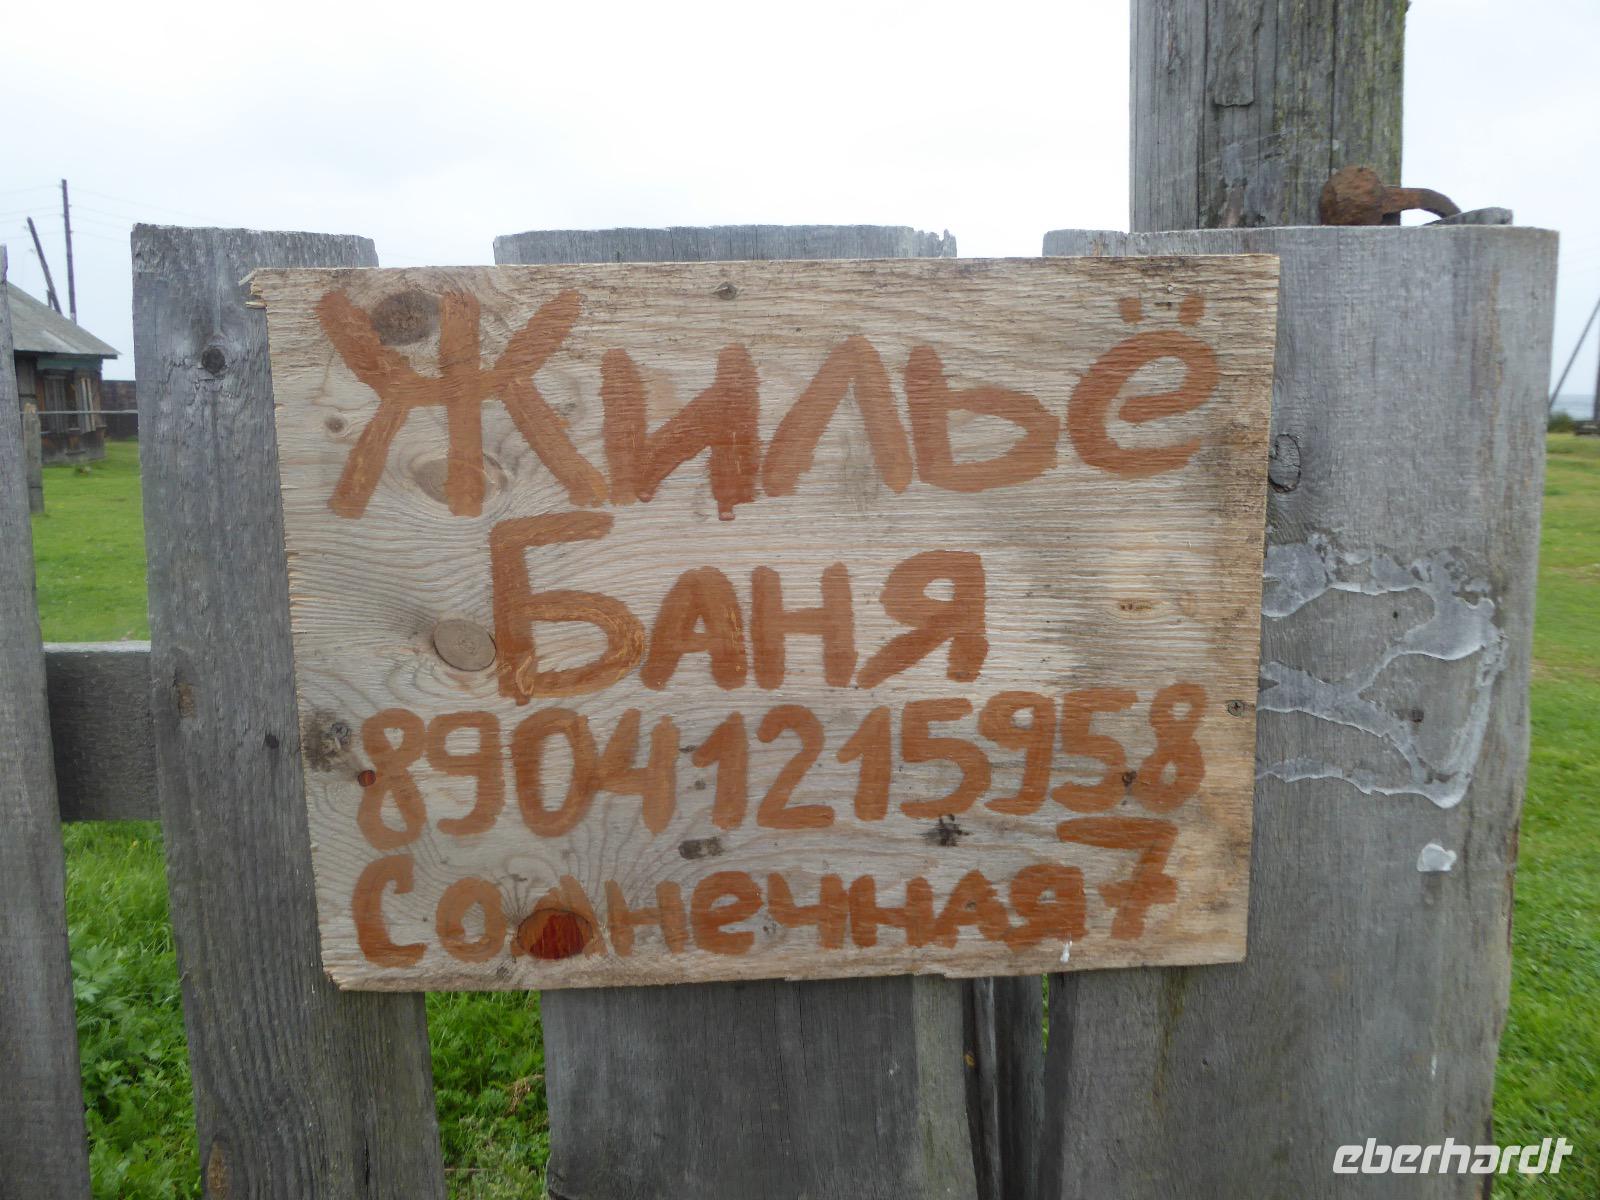 Жильё
Баня
89041215958
Солнечная 7
eberhardt